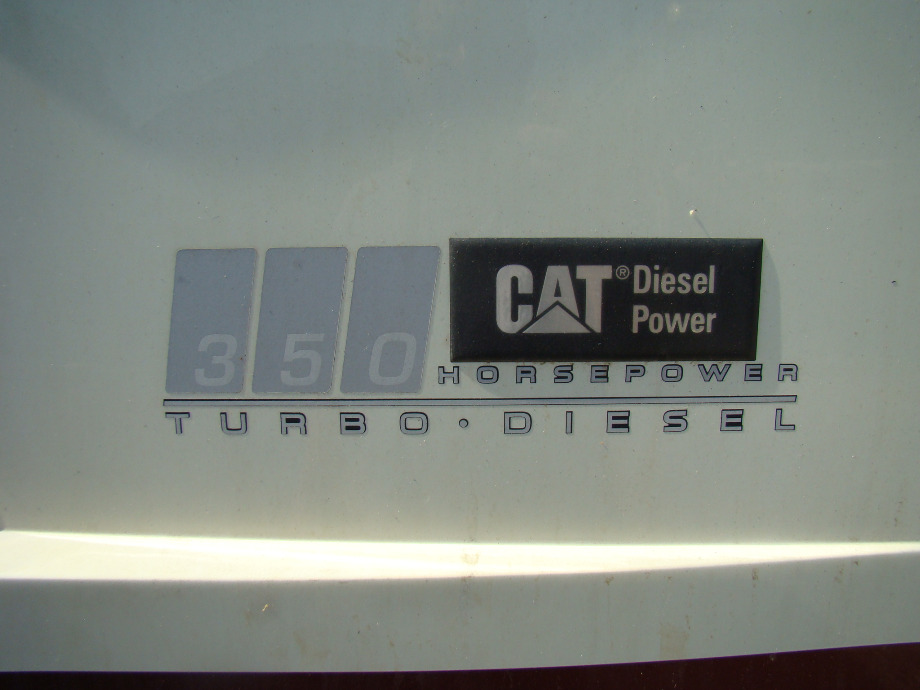 CAT® Diesel
Power
350 HORSEPOWER
TURBO · DIESEL